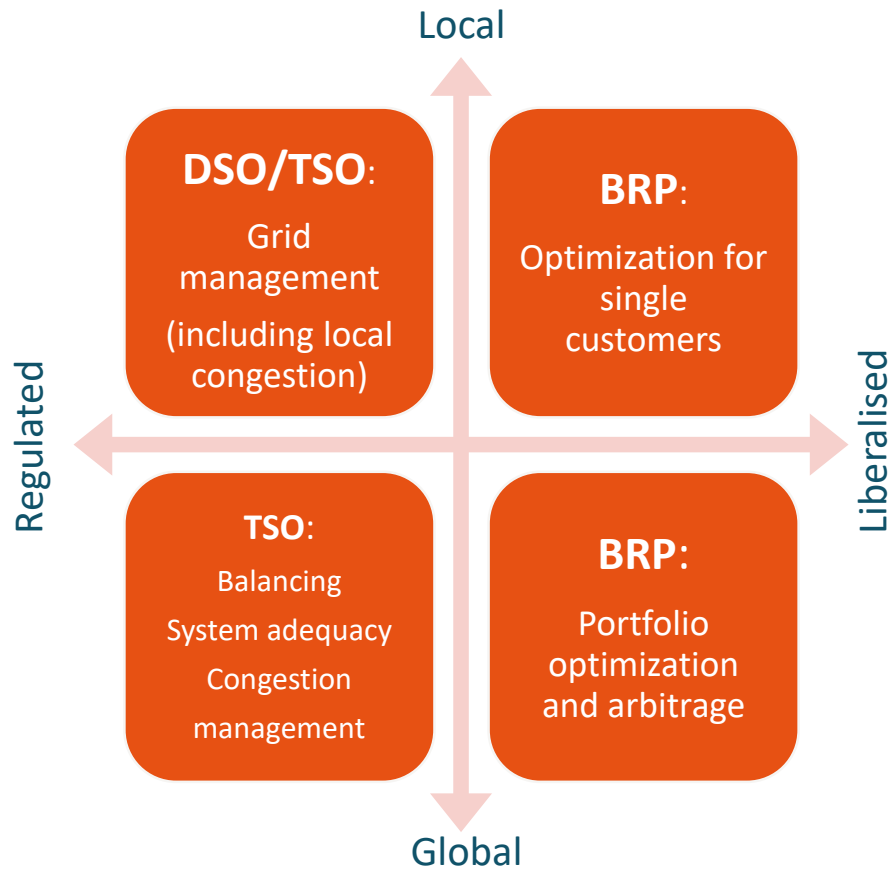 Local
DSO/TSO:
Grid
management
(including local
congestion)
BRP:
Optimization for
single
customers
Regulated
Liberalised
TSO:
Balancing
System adequacy
Congestion
management
BRP:
Portfolio
optimization
and arbitrage
Global